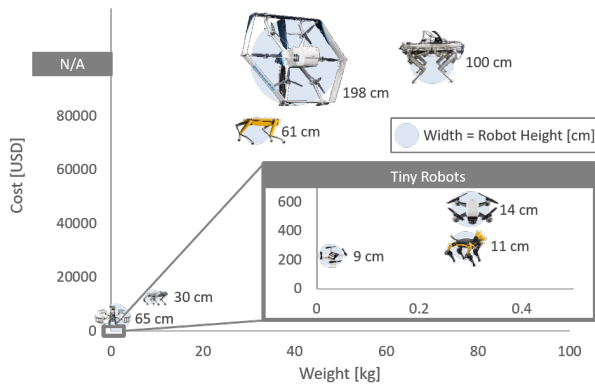 N/A
198 cm
100 cm
80000
61 cm
Width = Robot Height [cm]
Cost [USD]
60000
Tiny Robots
600
14 cm
40000
400
11 cm
200
9 cm
20000
30 cm
0
0
0.2
0.4
65 cm
0
0
20
40
60
80
100
Weight [kg]